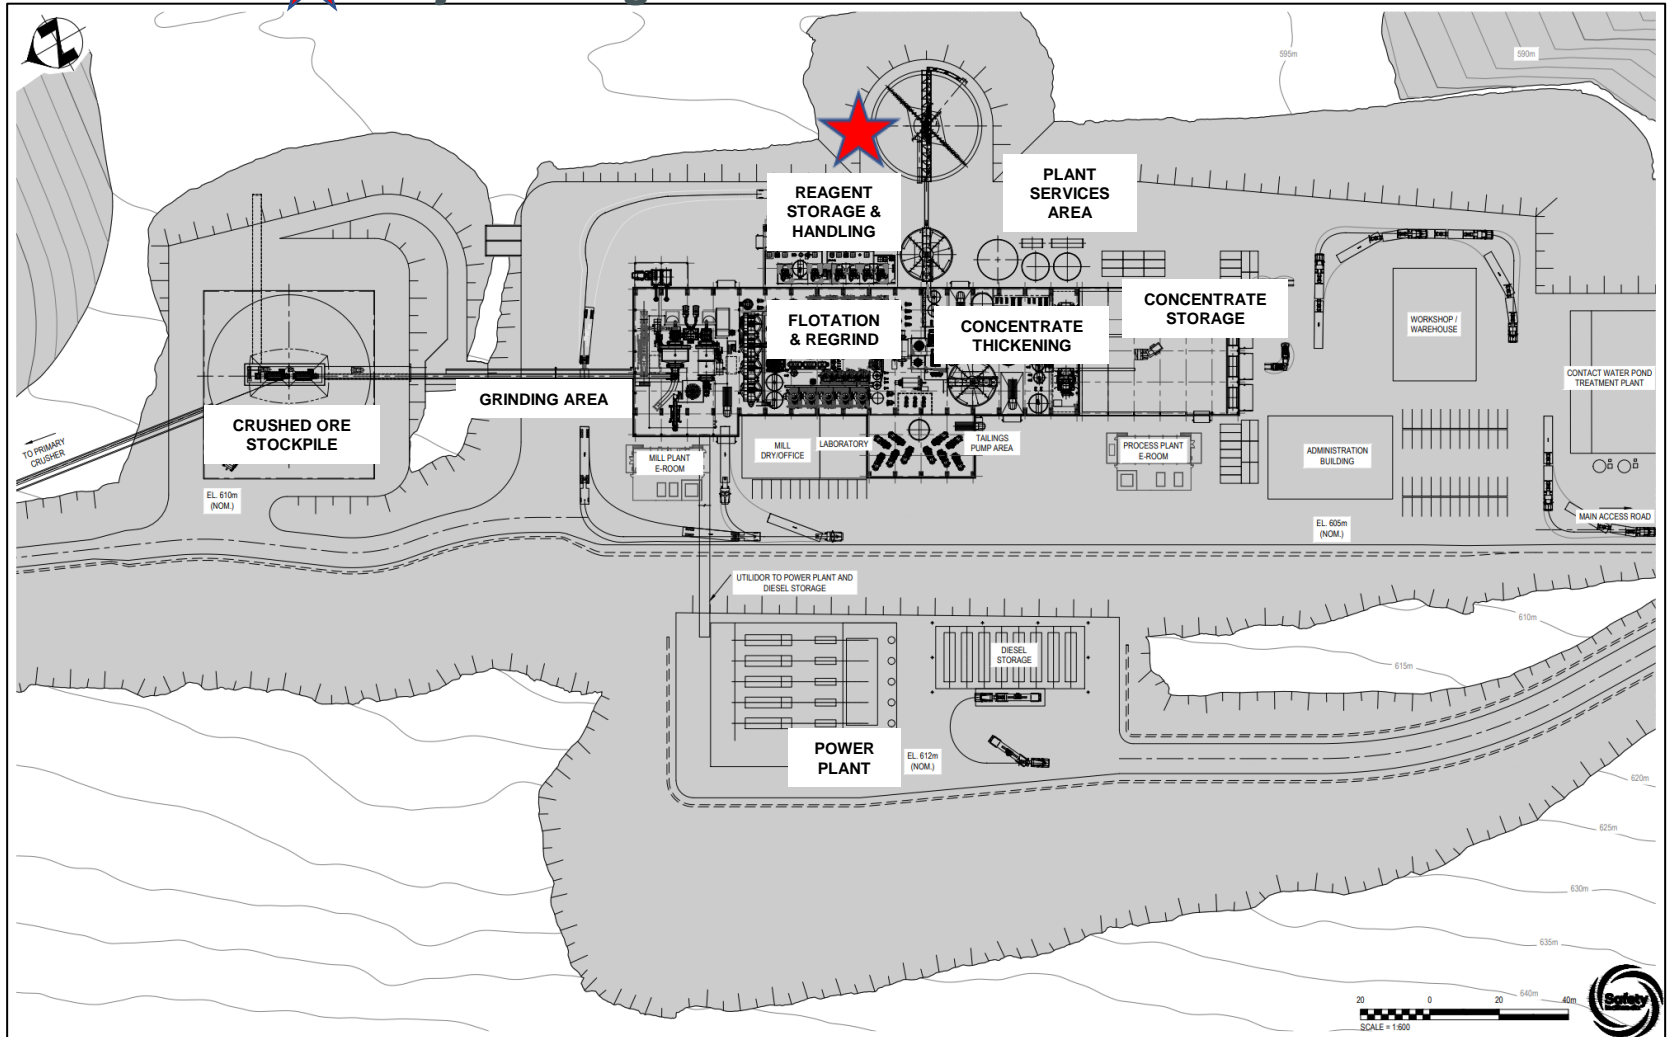 595m
590m
REAGENT
STORAGE &
HANDLING
PLANT
SERVICES
AREA
FLOTATION
& REGRIND
CONCENTRATE
THICKENING
CONCENTRATE
STORAGE
WORKSHOP /
WAREHOUSE
CONTACT WATER POND
TREATMENT PLANT
GRINDING AREA
CRUSHED ORE
STOCKPILE
TO PRIMARY
CRUSHER
MILL PLANT
E-ROOM
MILL
DRY/OFFICE
LABORATORY
TAILINGS
PUMP AREA
PROCESS PLANT
E-ROOM
ADMINISTRATION
BUILDING
EL. 610m
(NOM.)
EL. 605m
(NOM.)
MAIN ACCESS ROAD
UTILIDOR TO POWER PLANT AND
DIESEL STORAGE
DIESEL
STORAGE
610m
615m
POWER
PLANT
EL. 612m
(NOM.)
620m
625m
630m
635m
640m
20 0 20 40m
SCALE = 1:600
Safety